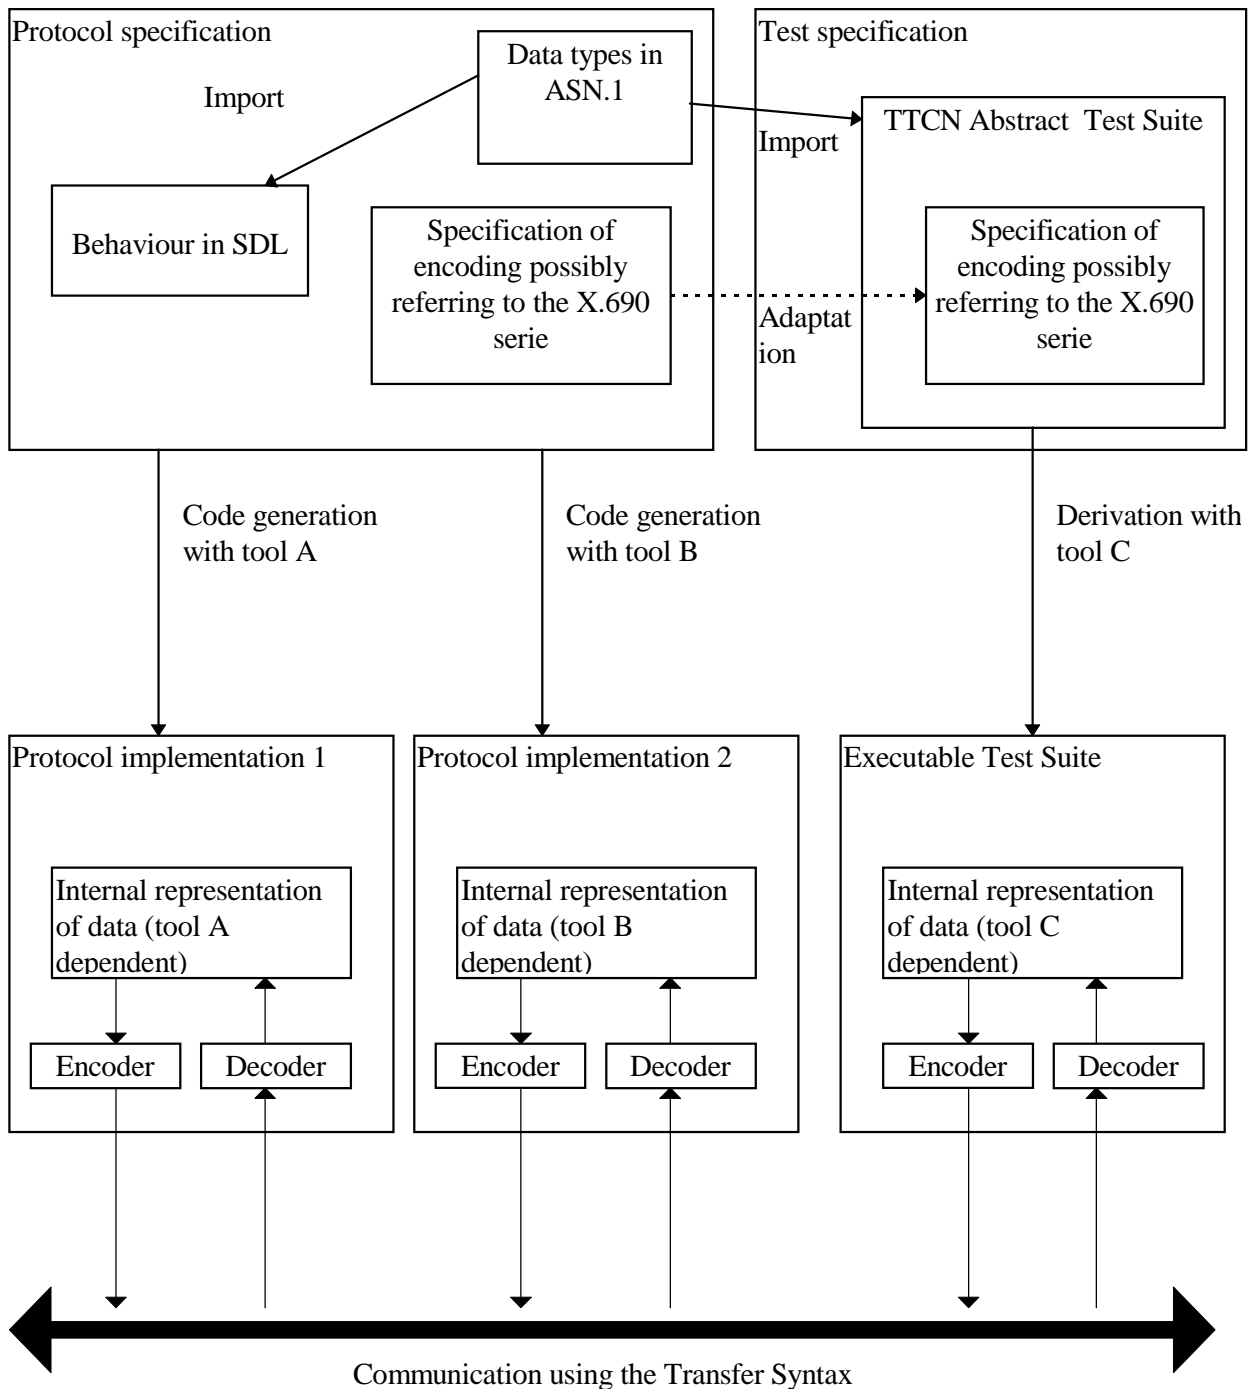 Protocol specification
Data types in
ASN.1
Import
Behaviour in SDL
Specification of
encoding possibly
referring to the X.690
serie
Test specification
Import
TTCN Abstract  Test Suite
Specification of
encoding possibly
referring to the X.690
serie
Adaptat
ion
Code generation
with tool A
Code generation
with tool B
Derivation with
tool C
Protocol implementation 1
Internal representation
of data (tool A
dependent)
Encoder
Decoder
Protocol implementation 2
Internal representation
of data (tool B
dependent)
Encoder
Decoder
Executable Test Suite
Internal representation
of data (tool C
dependent)
Encoder
Decoder
Communication using the Transfer Syntax